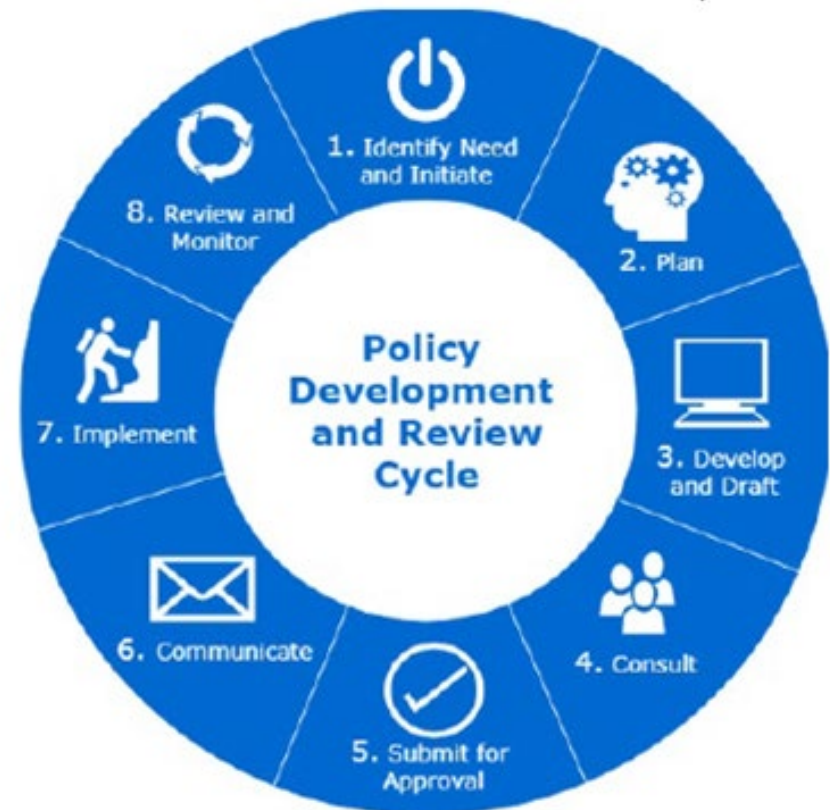 Policy
Development
and Review
Cycle
1. Identify Need
and Initiate
2. Plan
3. Develop
and Draft
4. Consult
5. Submit for
Approval
6. Communicate
7. Implement
8. Review and
Monitor